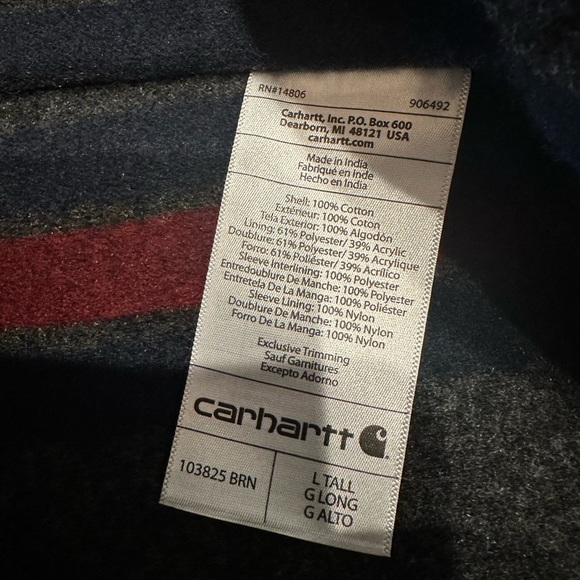 RN#14806 906492
Carhartt, Inc. P.O. Box 600
Dearborn, MI 48121 USA
carhartt.com
Made in India
Fabriqué en Inde
Hecho en India
Shell: 100% Cotton
Extérieur: 100% Coton
Tela Exterior: 100% Algodón
Lining: 61% Polyester/ 39% Acrylic
Doublure: 61% Polyester/ 39% Acrylique
Forro: 61% Poliéster/ 39% Acrílico
Sleeve Interlining: 100% Polyester
Entredoublure De Manche: 100% Polyester
Entretela De La Manga: 100% Poliéster
Sleeve Lining: 100% Nylon
Doublure De Manche: 100% Nylon
Forro De La Manga: 100% Nylon
Exclusive Trimming
Sauf Garnitures
Excepto Adorno
carhartt
103825 BRN
L TALL
G LONG
G ALTO